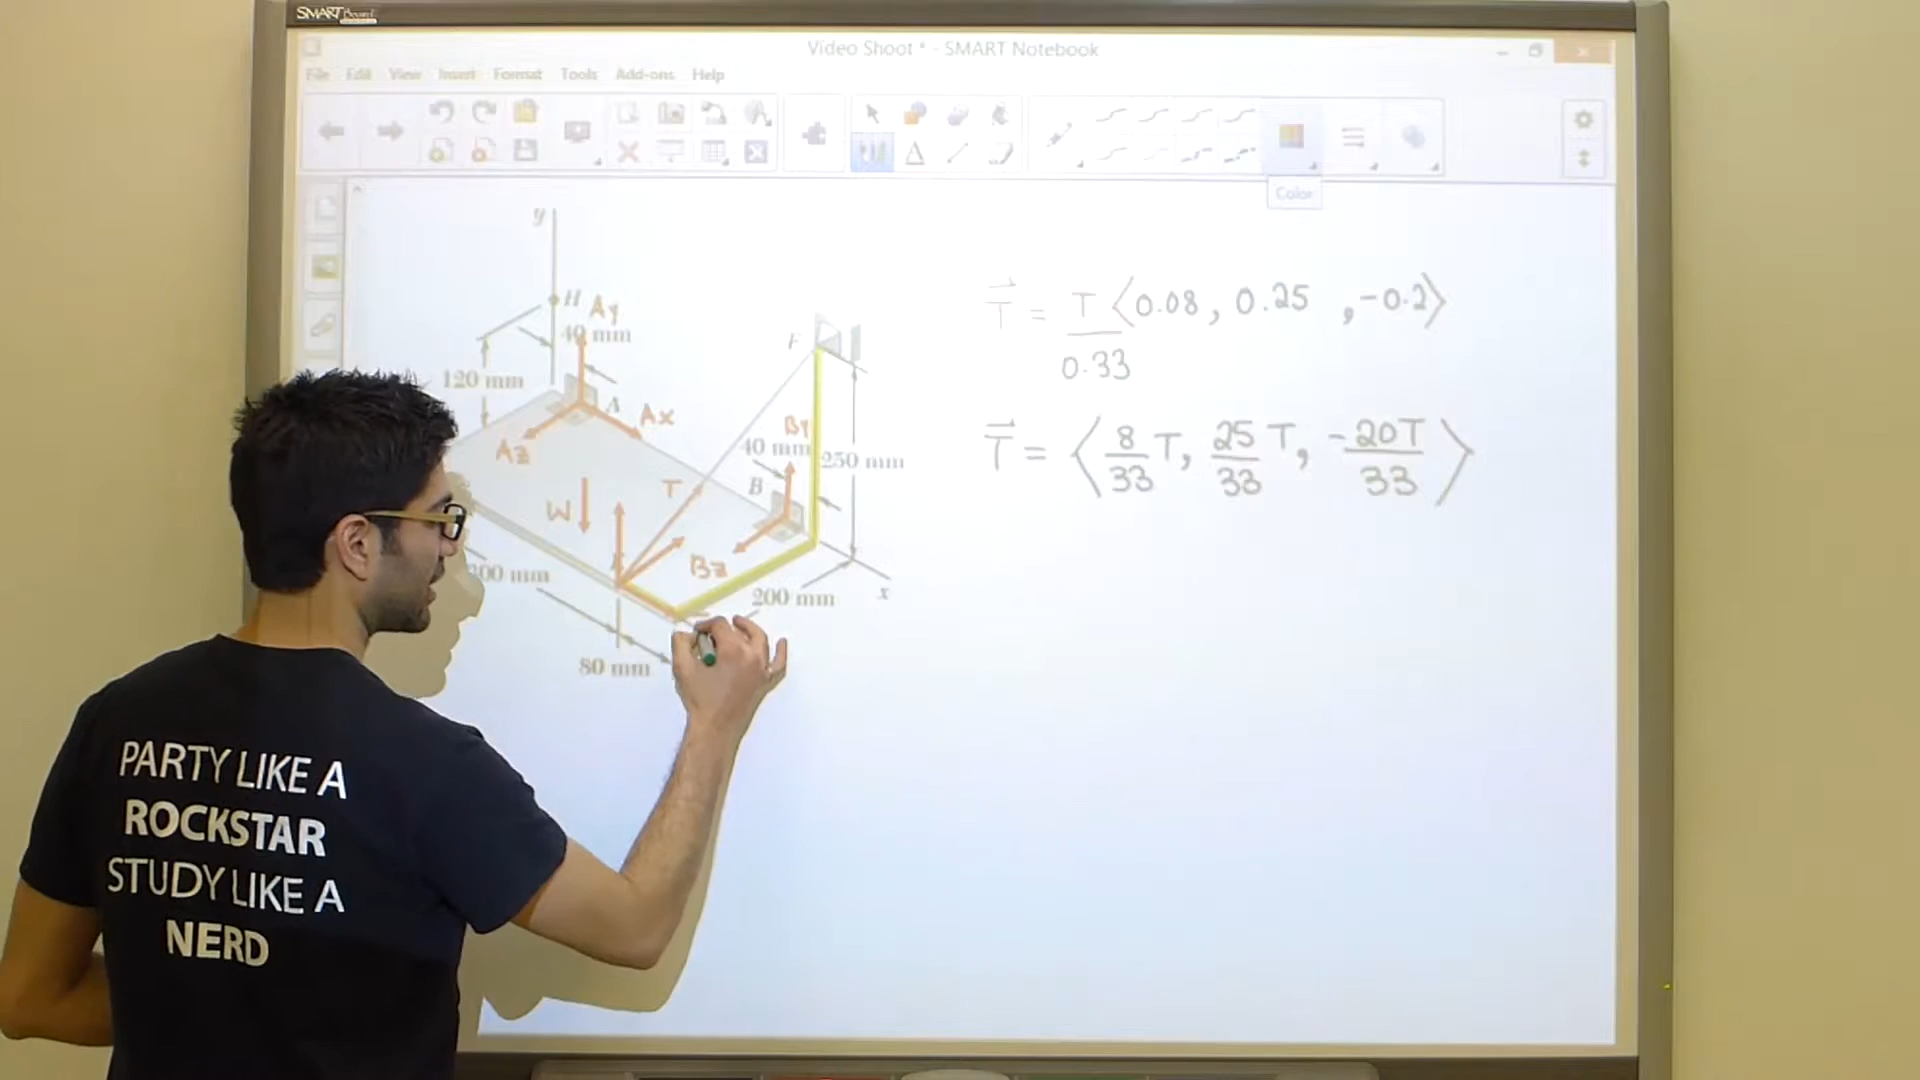 SMART Board
Video Shoot * - SMART Notebook
File Edit View Insert Format Tools Add-ons Help
Color
y
H
Ay
40 mm
120 mm
A
Ax
Az
F
By
40 mm
250 mm
B
T
W
Bz
00 mm
200 mm
x
80 mm
T = T/0.33 ⟨0.08, 0.25, -0.2⟩
T = ⟨8/33 T, 25/33 T, -20T/33⟩
PARTY LIKE A
ROCKSTAR
STUDY LIKE A
NERD